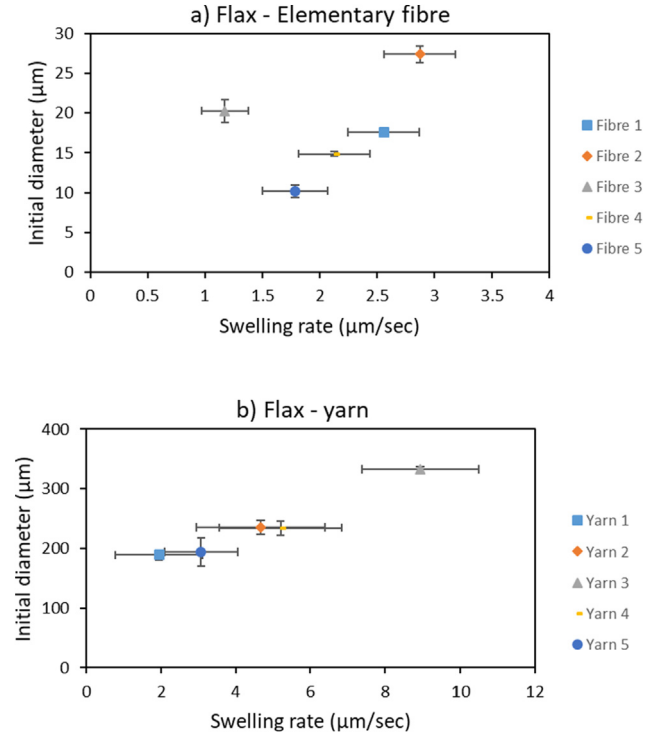 a) Flax - Elementary fibre
30
25
20
15
10
5
0
Initial diameter (µm)
0 0.5 1 1.5 2 2.5 3 3.5 4
Swelling rate (µm/sec)
Fibre 1
Fibre 2
Fibre 3
Fibre 4
Fibre 5
b) Flax - yarn
400
300
200
100
0
Initial diameter (µm)
0 2 4 6 8 10 12
Swelling rate (µm/sec)
Yarn 1
Yarn 2
Yarn 3
Yarn 4
Yarn 5